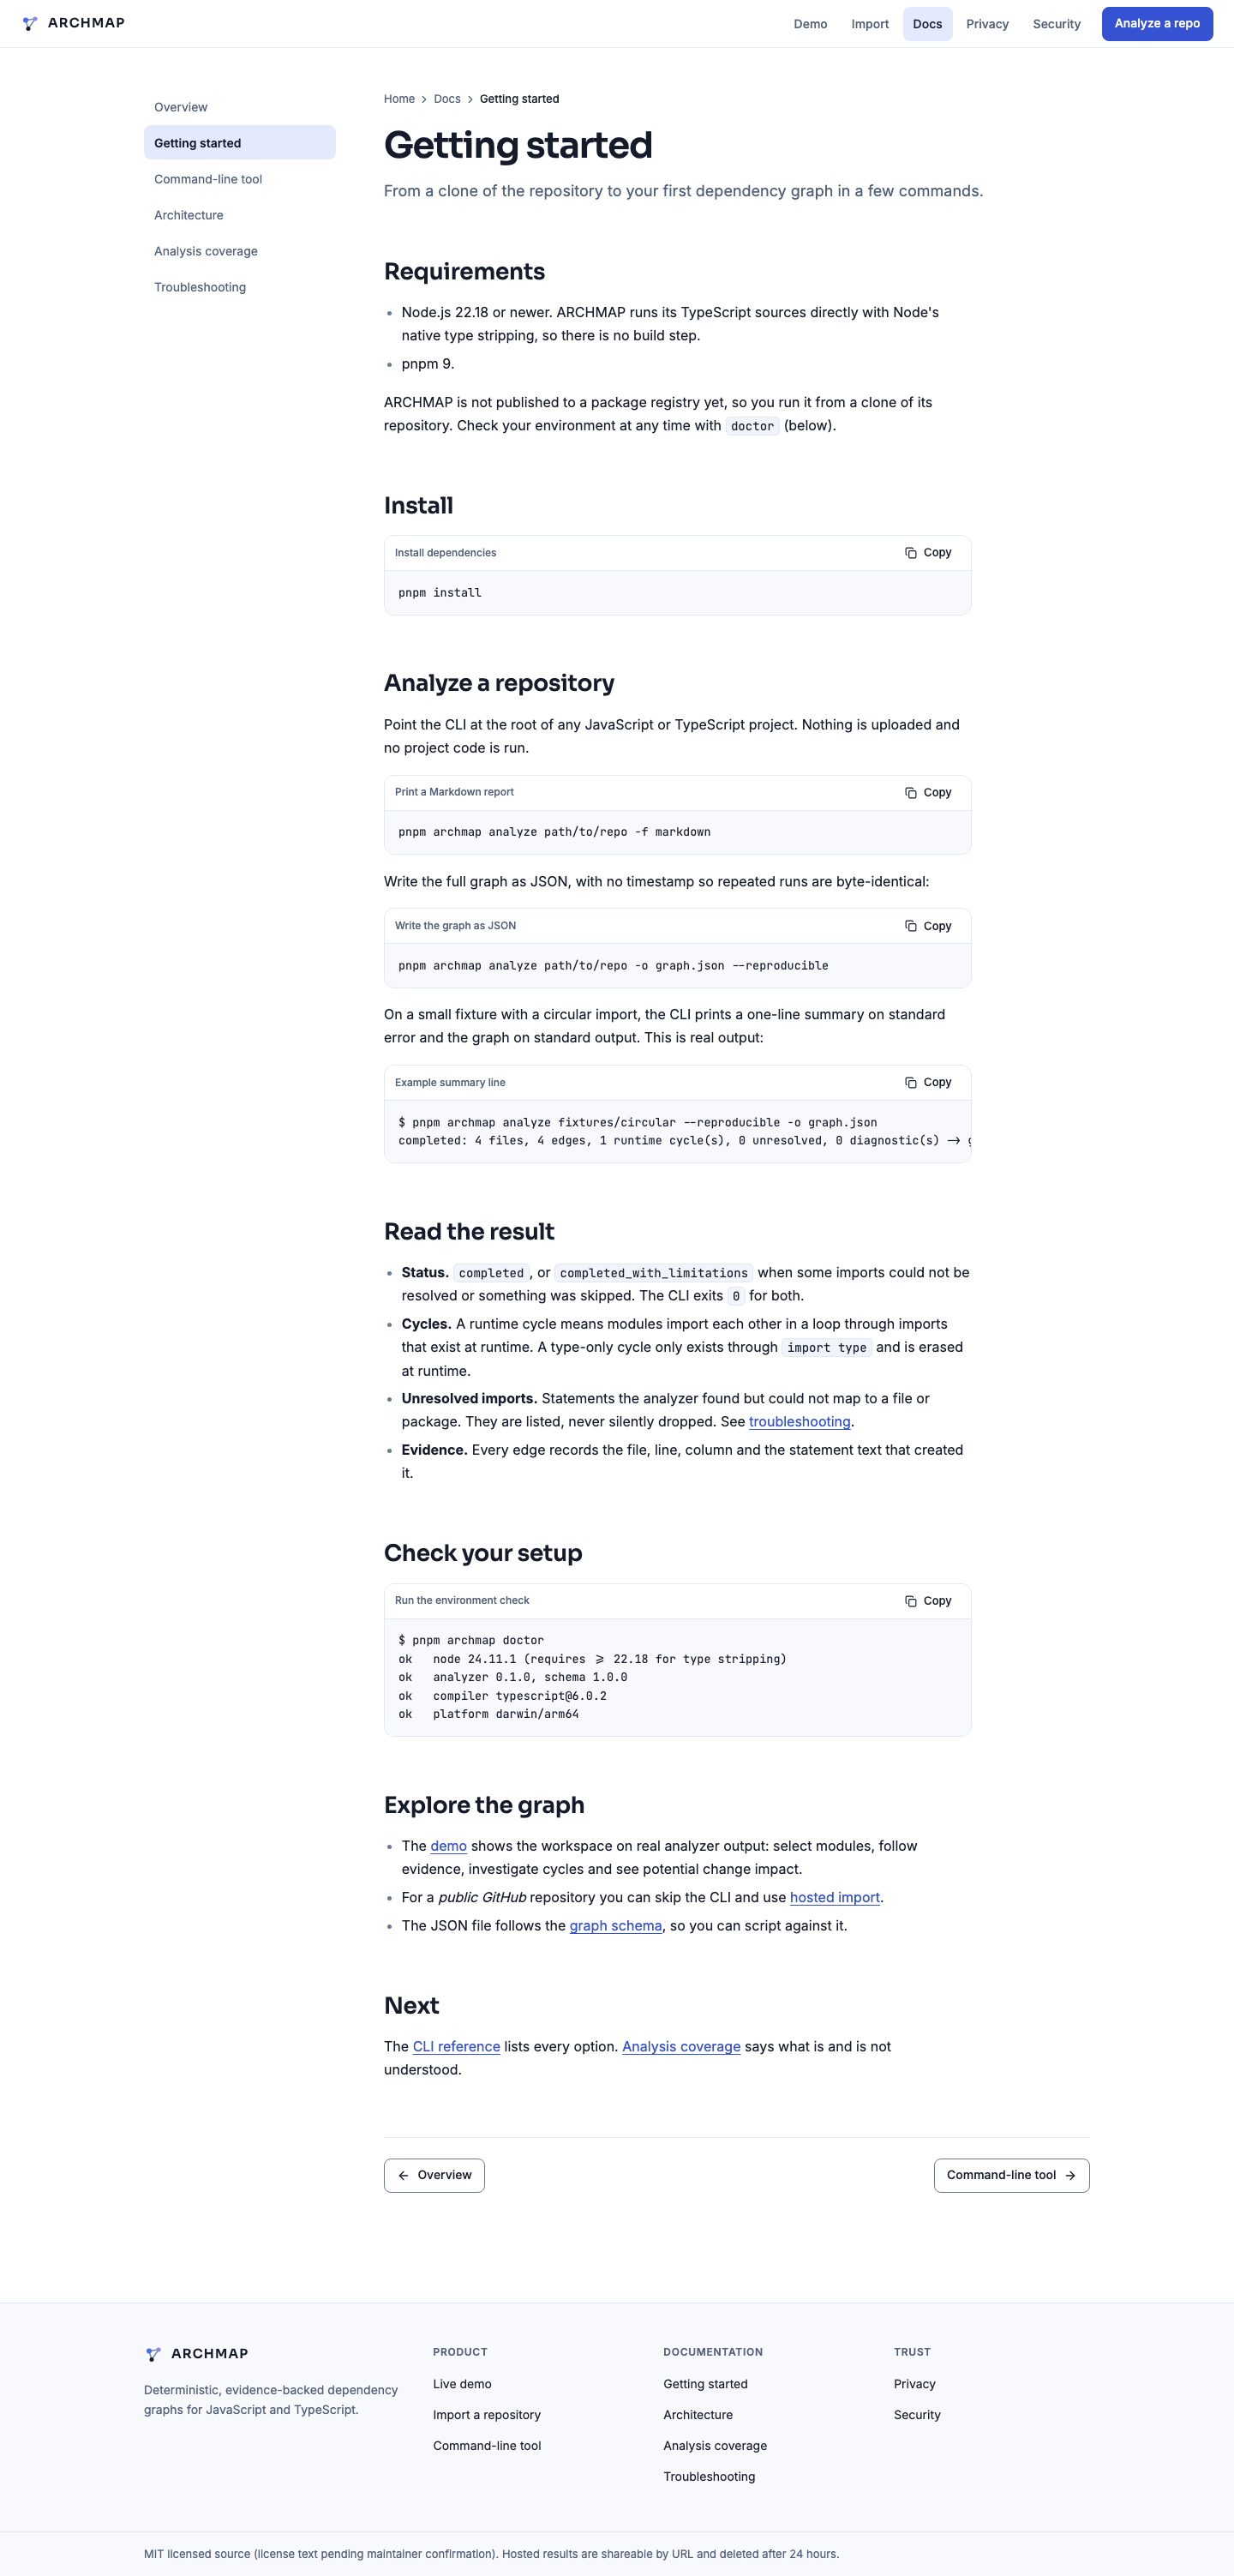 ARCHMAP
Demo
Import
Docs
Privacy
Security
Analyze a repo
Overview
Getting started
Command-line tool
Architecture
Analysis coverage
Troubleshooting
Home > Docs > Getting started
Getting started
From a clone of the repository to your first dependency graph in a few commands.
Requirements
• Node.js 22.18 or newer. ARCHMAP runs its TypeScript sources directly with Node's
native type stripping, so there is no build step.
• pnpm 9.
ARCHMAP is not published to a package registry yet, so you run it from a clone of its
repository. Check your environment at any time with doctor (below).
Install
Install dependencies
Copy
pnpm install
Analyze a repository
Point the CLI at the root of any JavaScript or TypeScript project. Nothing is uploaded and
no project code is run.
Print a Markdown report
Copy
pnpm archmap analyze path/to/repo -f markdown
Write the full graph as JSON, with no timestamp so repeated runs are byte-identical:
Write the graph as JSON
Copy
pnpm archmap analyze path/to/repo -o graph.json --reproducible
On a small fixture with a circular import, the CLI prints a one-line summary on standard
error and the graph on standard output. This is real output:
Example summary line
Copy
$ pnpm archmap analyze fixtures/circular --reproducible -o graph.json
completed: 4 files, 4 edges, 1 runtime cycle(s), 0 unresolved, 0 diagnostic(s) ->
Read the result
• Status. completed, or completed_with_limitations when some imports could not be
resolved or something was skipped. The CLI exits 0 for both.
• Cycles. A runtime cycle means modules import each other in a loop through imports
that exist at runtime. A type-only cycle only exists through import type and is erased
at runtime.
• Unresolved imports. Statements the analyzer found but could not map to a file or
package. They are listed, never silently dropped. See troubleshooting.
• Evidence. Every edge records the file, line, column and the statement text that created
it.
Check your setup
Run the environment check
Copy
$ pnpm archmap doctor
ok   node 24.11.1 (requires >= 22.18 for type stripping)
ok   analyzer 0.1.0, schema 1.0.0
ok   compiler typescript@6.0.2
ok   platform darwin/arm64
Explore the graph
• The demo shows the workspace on real analyzer output: select modules, follow
evidence, investigate cycles and see potential change impact.
• For a public GitHub repository you can skip the CLI and use hosted import.
• The JSON file follows the graph schema, so you can script against it.
Next
The CLI reference lists every option. Analysis coverage says what is and is not
understood.
← Overview
Command-line tool →
ARCHMAP
Deterministic, evidence-backed dependency
graphs for JavaScript and TypeScript.
PRODUCT
Live demo
Import a repository
Command-line tool
DOCUMENTATION
Getting started
Architecture
Analysis coverage
Troubleshooting
TRUST
Privacy
Security
MIT licensed source (license text pending maintainer confirmation). Hosted results are shareable by URL and deleted after 24 hours.